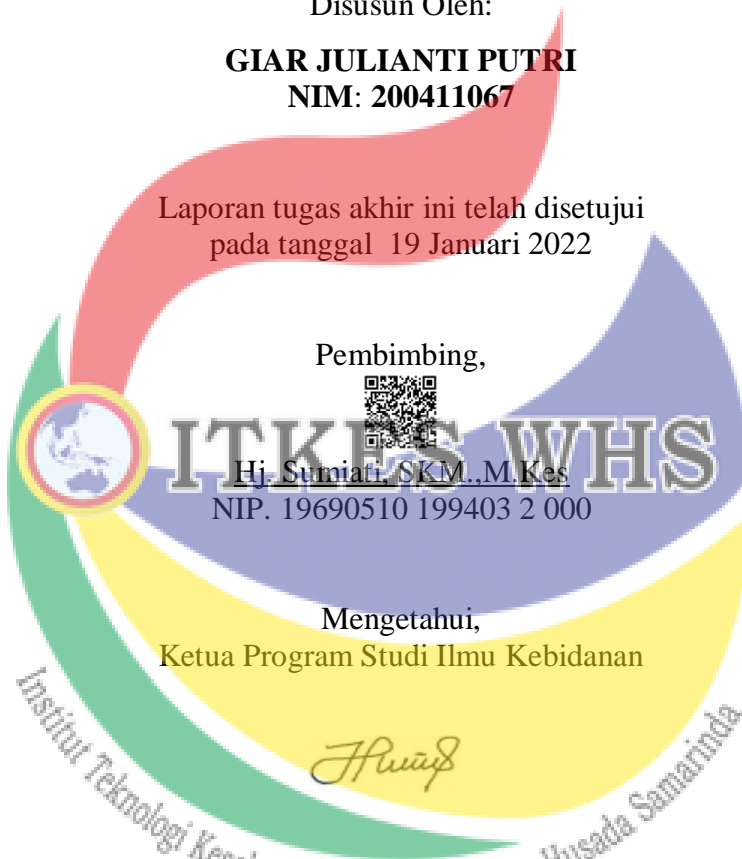 Disusun Oleh:
GIAR JULIANTI PUTRI
NIM: 200411067
Laporan tugas akhir ini telah disetujui
pada tanggal 19 Januari 2022
Pembimbing,
ITKES WHS
Hj. Sumiati, SKM.,M.Kes
NIP. 19690510 199403 2 000
Mengetahui,
Ketua Program Studi Ilmu Kebidanan
Institut Teknologi
Husada Samarinda